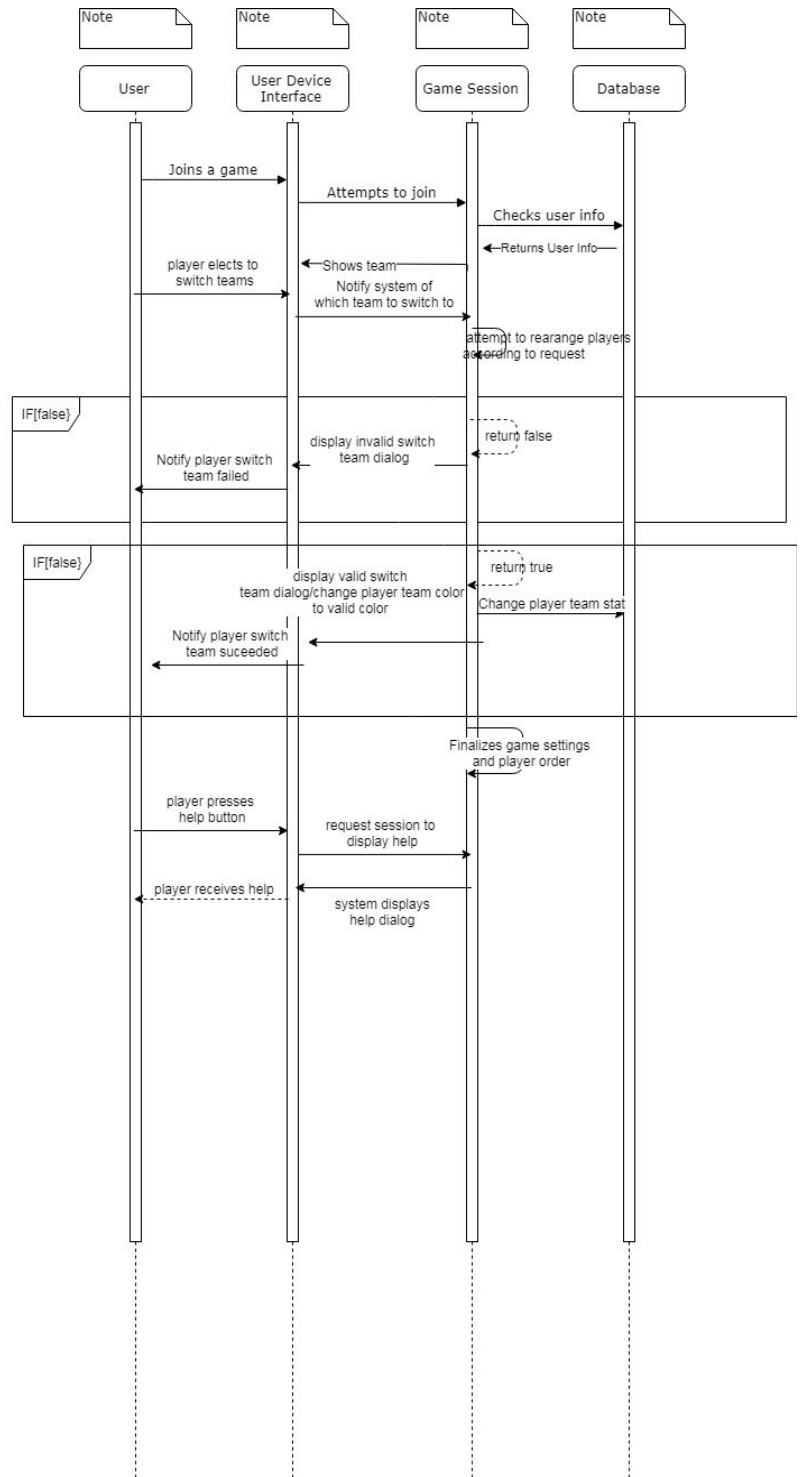 Note
Note
Note
Note
User
User Device
Interface
Game Session
Database
Joins a game
Attempts to join
Checks user info
Returns User Info
Shows team
player elects to
switch teams
Notify system of
which team to switch to
attempt to rearange players
according to request
IF[false}
return false
display invalid switch
team dialog
Notify player switch
team failed
IF[false}
return true
display valid switch
team dialog/change player team color
to valid color
Change player team stat
Notify player switch
team suceeded
Finalizes game settings
and player order
player presses
help button
request session to
display help
player receives help
system displays
help dialog